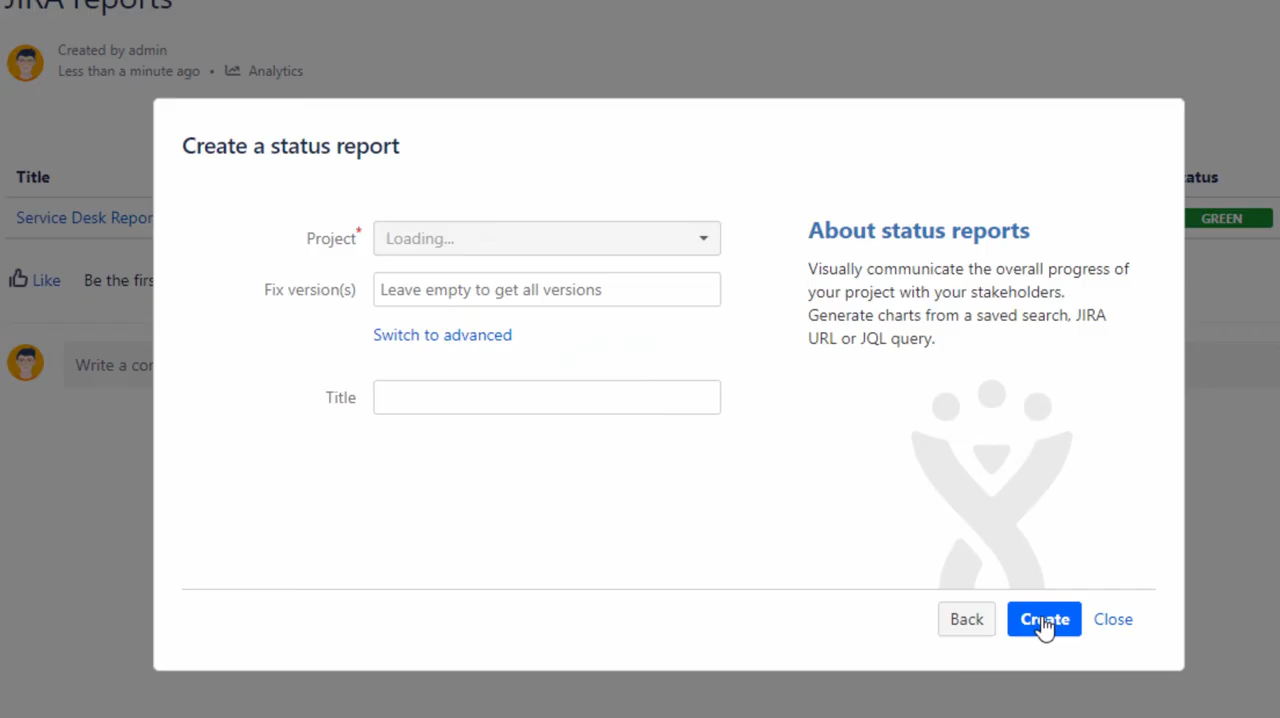 JIRA reports
Created by admin
Less than a minute ago • Analytics
Create a status report
Title
atus
Service Desk Repor
GREEN
Project*
Loading...
Fix version(s)
Leave empty to get all versions
Switch to advanced
Title
About status reports
Visually communicate the overall progress of
your project with your stakeholders.
Generate charts from a saved search, JIRA
URL or JQL query.
Like
Be the firs
Write a cor
Back
Create
Close